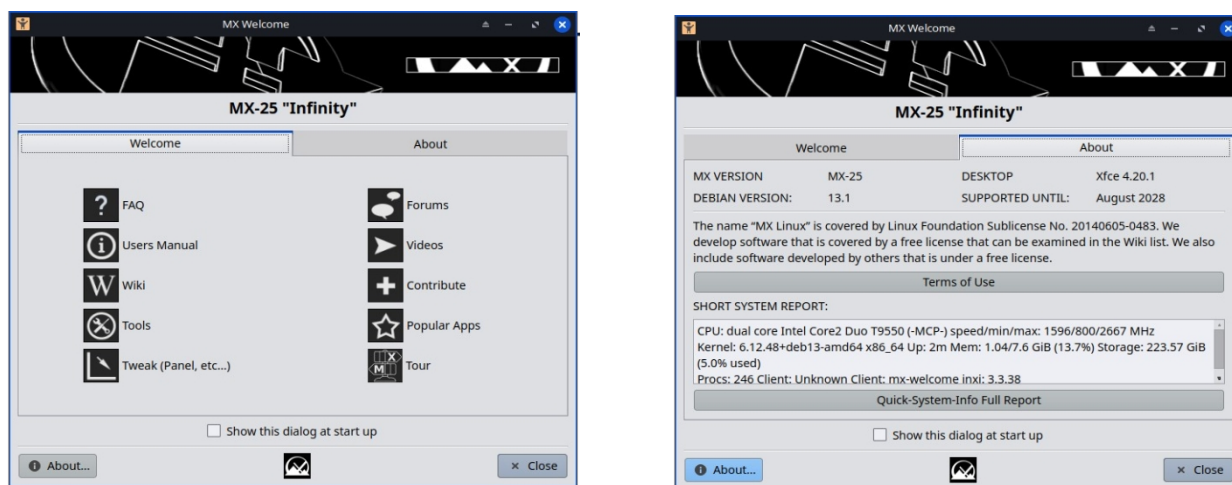 MX Welcome
MX-25 "Infinity"
Welcome
About
FAQ
Forums
Users Manual
Videos
Wiki
Contribute
Tools
Popular Apps
Tweak (Panel, etc...)
Tour
Show this dialog at start up
About...
Close
MX Welcome
MX-25 "Infinity"
Welcome
About
MX VERSION MX-25 DESKTOP Xfce 4.20.1
DEBIAN VERSION: 13.1 SUPPORTED UNTIL: August 2028
The name “MX Linux” is covered by Linux Foundation Sublicense No. 20140605-0483. We
develop software that is covered by a free license that can be examined in the Wiki list. We also
include software developed by others that is under a free license.
Terms of Use
SHORT SYSTEM REPORT:
CPU: dual core Intel Core2 Duo T9550 (-MCP-) speed/min/max: 1596/800/2667 MHz
Kernel: 6.12.48+deb13-amd64 x86_64 Up: 2m Mem: 1.04/7.6 GiB (13.7%) Storage: 223.57 GiB
(5.0% used)
Procs: 246 Client: Unknown Client: mx-welcome inxi: 3.3.38
Quick-System-Info Full Report
Show this dialog at start up
About...
Close